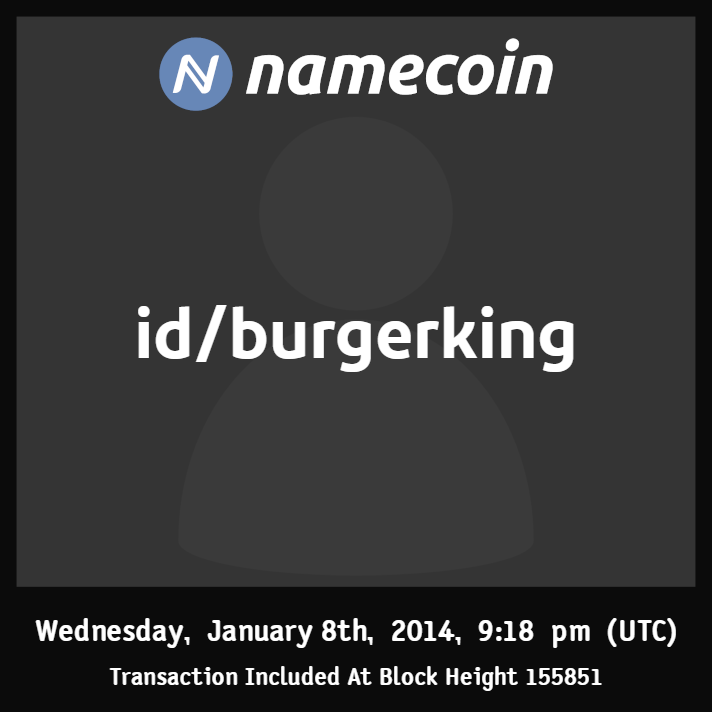 namecoin
id/burgerking
Wednesday, January 8th, 2014, 9:18 pm (UTC)
Transaction Included At Block Height 155851